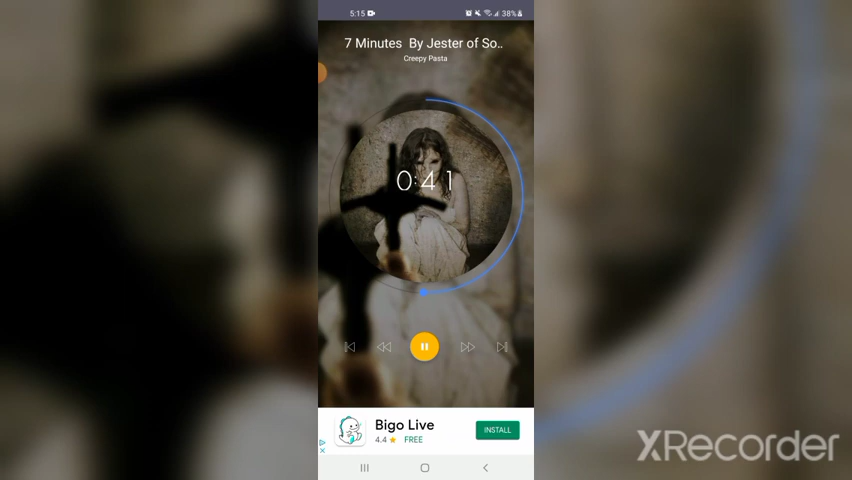 5:15
38%
7 Minutes By Jester of So..
Creepy Pasta
0:41
Bigo Live
4.4 ★ FREE
INSTALL
XRecorder